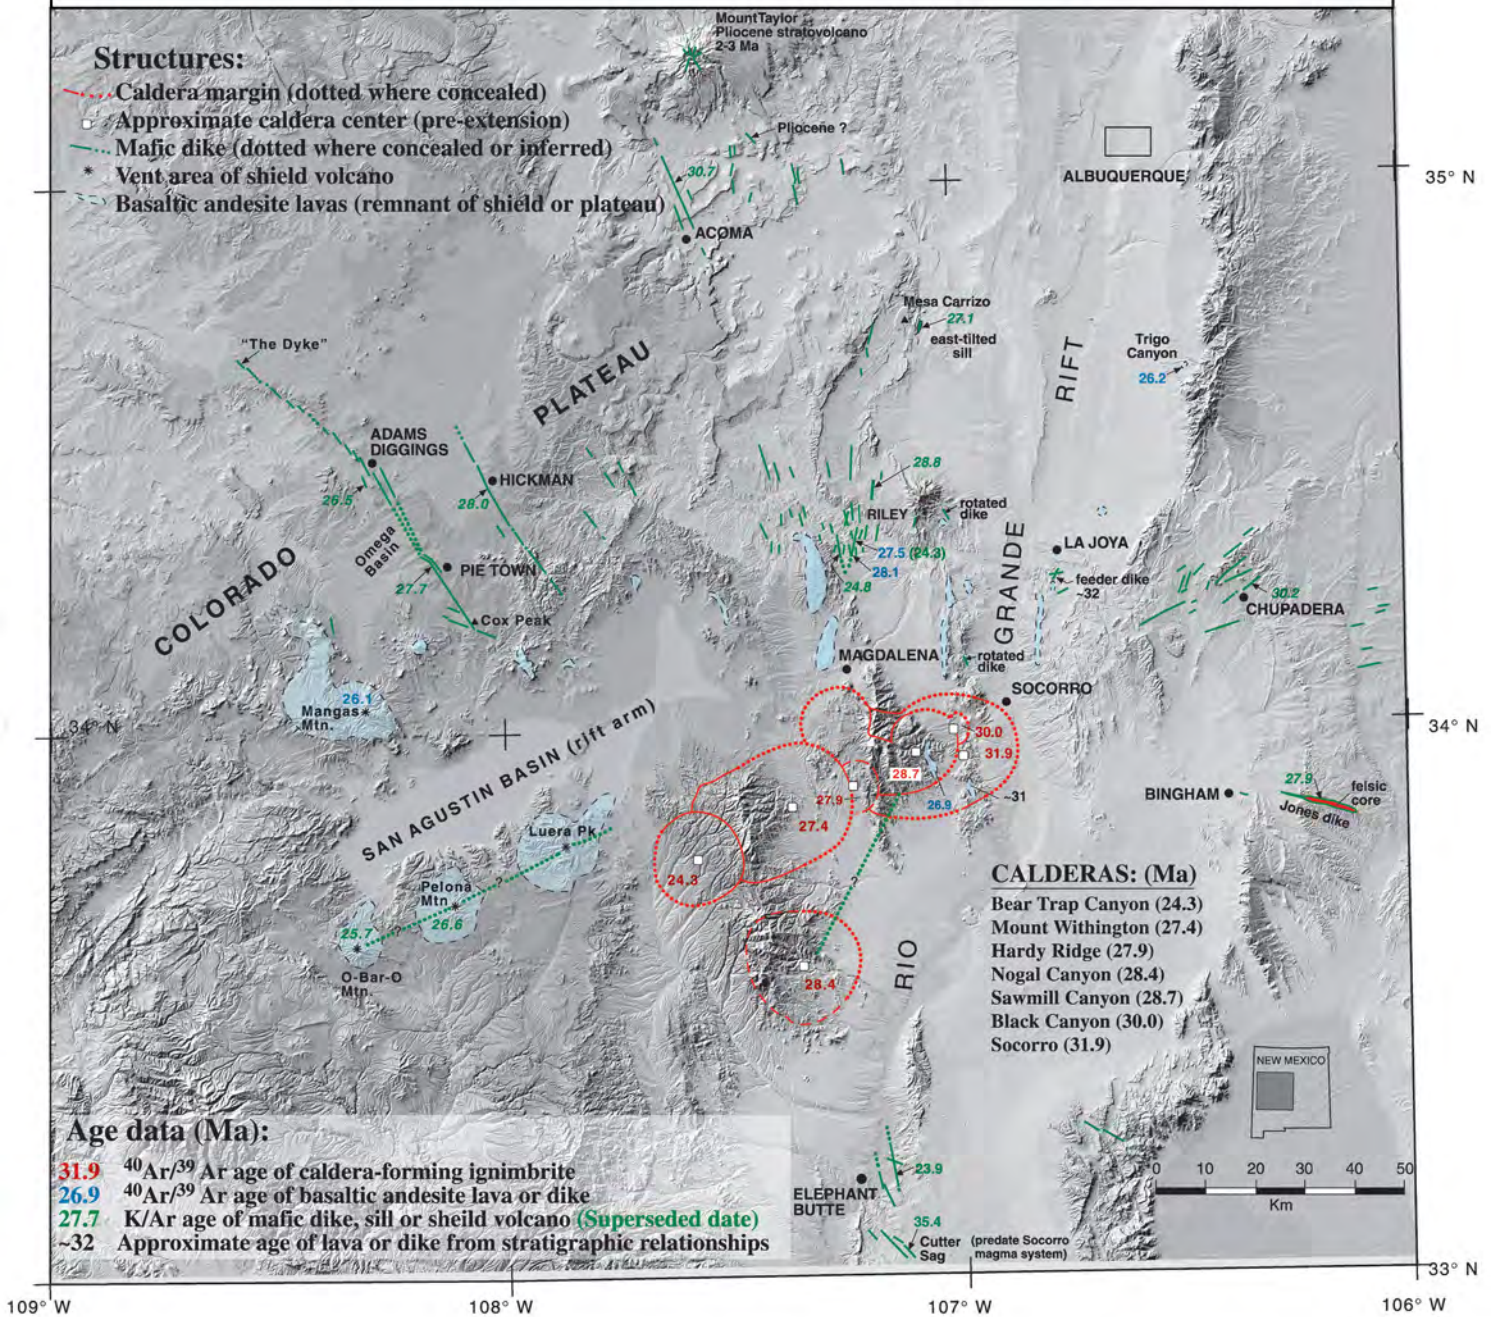 Mount Taylor
Pliocene stratovolcano
2-3 Ma
Structures:
Caldera margin (dotted where concealed)
Approximate caldera center (pre-extension)
Mafic dike (dotted where concealed or inferred)
Vent area of shield volcano
Basaltic andesite lavas (remnant of shield or plateau)
Pliocene ?
30.7
ACOMA
ALBUQUERQUE
35° N
Mesa Carrizo
27.1
east-tilted
sill
Trigo
Canyon
?
26.2
"The Dyke"
PLATEAU
RIFT
ADAMS
DIGGINGS
26.5
HICKMAN
28.0
Omega
Basin
PIE TOWN
27.7
Cox Peak
COLORADO
28.8
RILEY
rotated
dike
27.5 (24.3)
28.1
24.8
GRANDE
LA JOYA
feeder dike
~32
30.2
CHUPADERA
MAGDALENA
rotated
dike
SOCORRO
26.1
Mangas
Mtn.
34° N
34° N
SAN AGUSTIN BASIN (rift arm)
30.0
31.9
28.7
27.9
26.9
~31
27.4
BINGHAM
27.9
felsic
core
Jones dike
Luera Pk
24.3
?
Pelona
Mtn
26.6
?
25.7
O-Bar-O
Mtn.
?
28.4
RIO
CALDERAS: (Ma)
Bear Trap Canyon (24.3)
Mount Withington (27.4)
Hardy Ridge (27.9)
Nogal Canyon (28.4)
Sawmill Canyon (28.7)
Black Canyon (30.0)
Socorro (31.9)
NEW MEXICO
Age data (Ma):
31.9 40Ar/39 Ar age of caldera-forming ignimbrite
26.9 40Ar/39 Ar age of basaltic andesite lava or dike
27.7 K/Ar age of mafic dike, sill or sheild volcano (Superseded date)
~32 Approximate age of lava or dike from stratigraphic relationships
23.9
ELEPHANT
BUTTE
35.4
Cutter
Sag
(predate Socorro
magma system)
0 10 20 30 40 50
Km
33° N
109° W
108° W
107° W
106° W